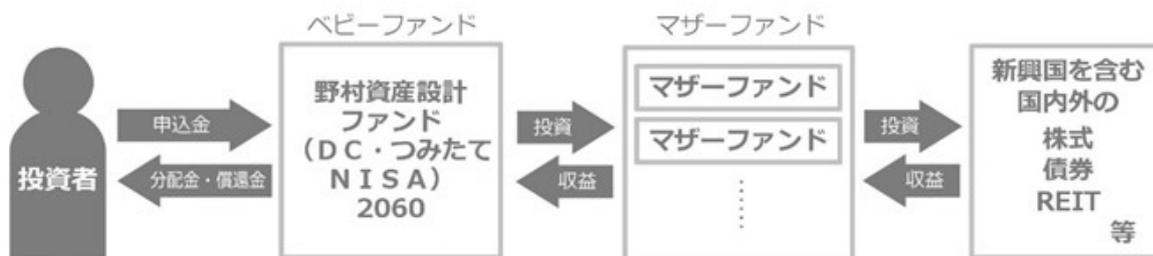 ベビーファンド
マザーファンド
投資者
申込金
分配金・償還金
野村資産設計
ファンド
（ＤＣ・つみたて
ＮＩＳＡ）
2060
投資
収益
マザーファンド
マザーファンド
投資
収益
新興国を含む
国内外の
株式
債券
REIT
等